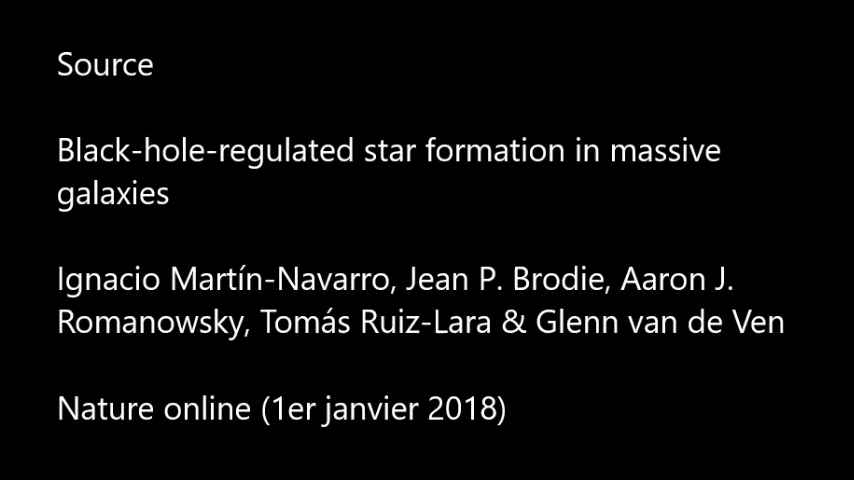 Source
Black-hole-regulated star formation in massive
galaxies
Ignacio Martín-Navarro, Jean P. Brodie, Aaron J.
Romanowsky, Tomás Ruiz-Lara & Glenn van de Ven
Nature online (1er janvier 2018)